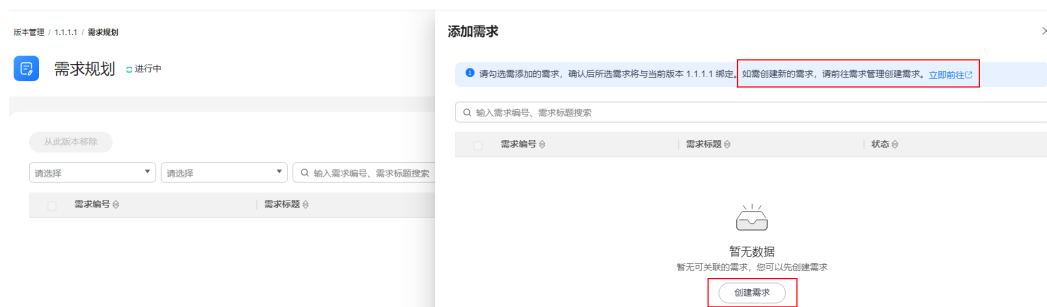 版本管理 / 1.1.1.1 / 需求规划
需求规划 进行中
从此版本移除
请选择 请选择 输入需求编号、需求标题搜索
需求编号 需求标题
添加需求
请勾选需添加的需求，确认后所选需求将与当前版本 1.1.1.1 绑定。如需创建新的需求，请前往需求管理创建需求。立即前往
输入需求编号、需求标题搜索
需求编号 需求标题 状态
暂无数据
暂无可关联的需求，您可以先创建需求
创建需求